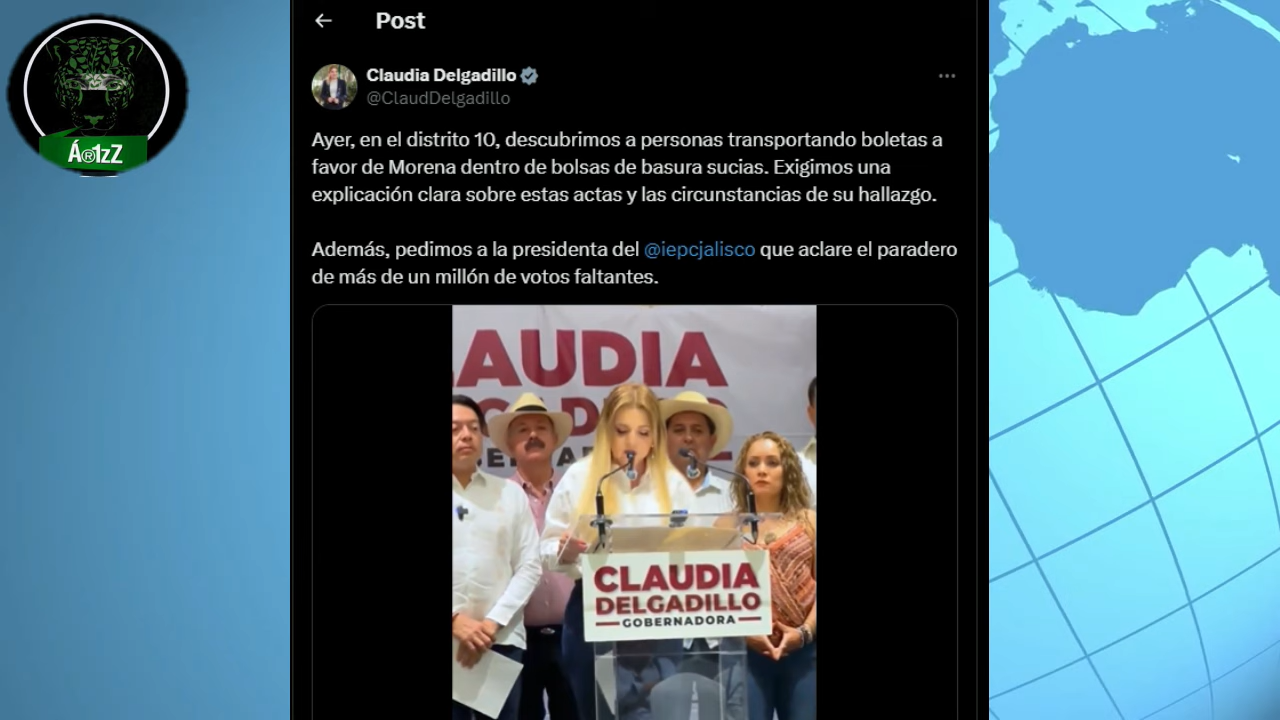 Post
Claudia Delgadillo
@ClaudDelgadillo
Ayer, en el distrito 10, descubrimos a personas transportando boletas a
favor de Morena dentro de bolsas de basura sucias. Exigimos una
explicación clara sobre estas actas y las circunstancias de su hallazgo.
Además, pedimos a la presidenta del @iepcjalisco que aclare el paradero
de más de un millón de votos faltantes.
Á®1zZ
AUDIA
CLAUDIA
DELGADILLO
GOBERNADORA